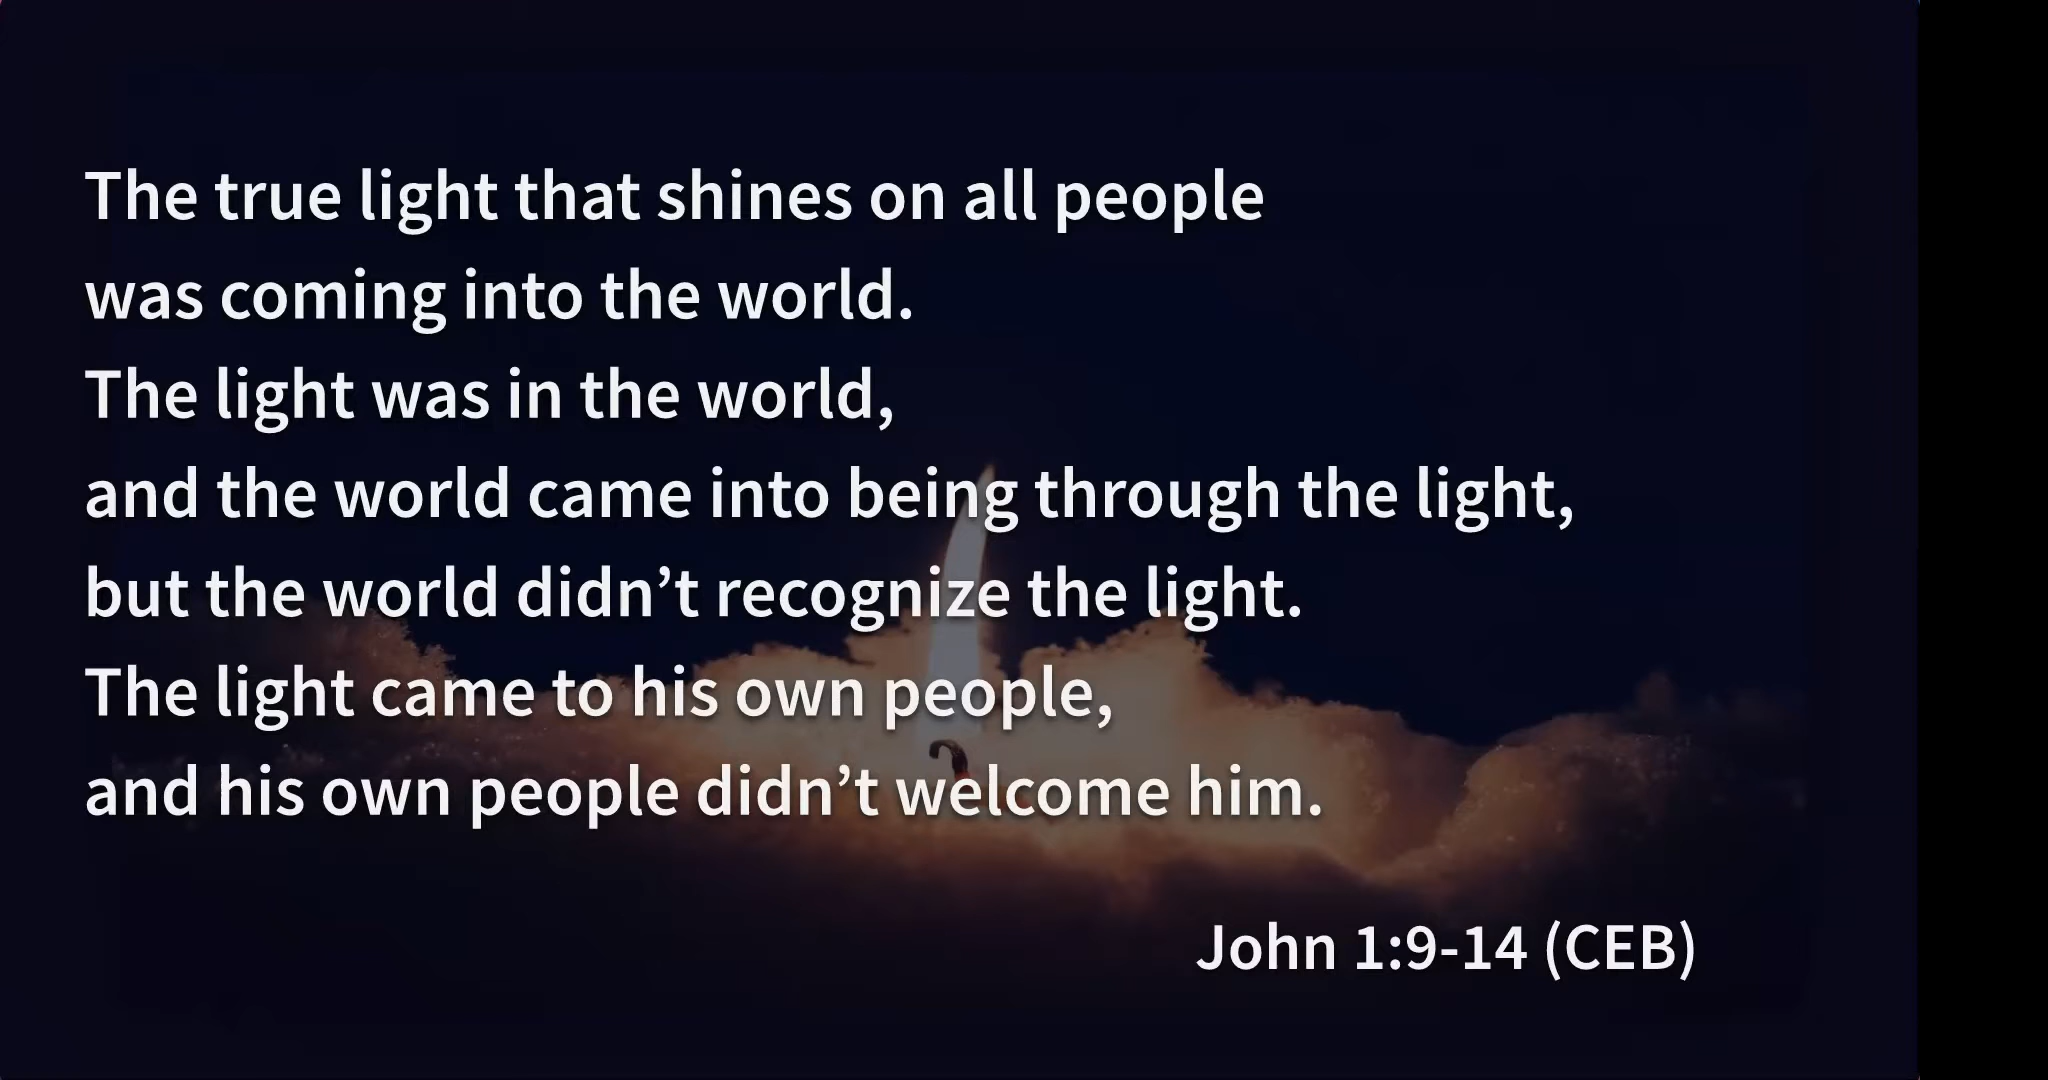 The true light that shines on all people
was coming into the world.
The light was in the world,
and the world came into being through the light,
but the world didn’t recognize the light.
The light came to his own people,
and his own people didn’t welcome him.
John 1:9-14 (CEB)